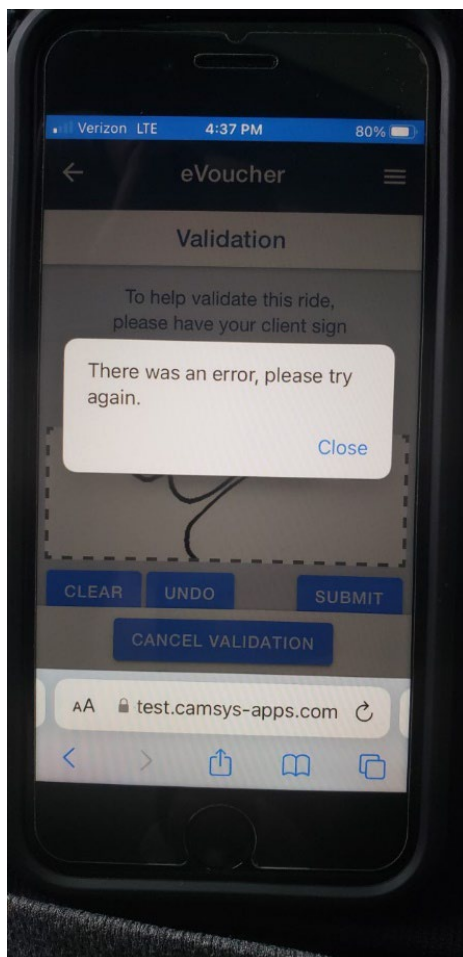 Verizon LTE 4:37 PM 80%
eVoucher
Validation
To help validate this ride,
please have your client sign
There was an error, please try
again.
Close
CLEAR UNDO SUBMIT
CANCEL VALIDATION
AA test.camsys-apps.com